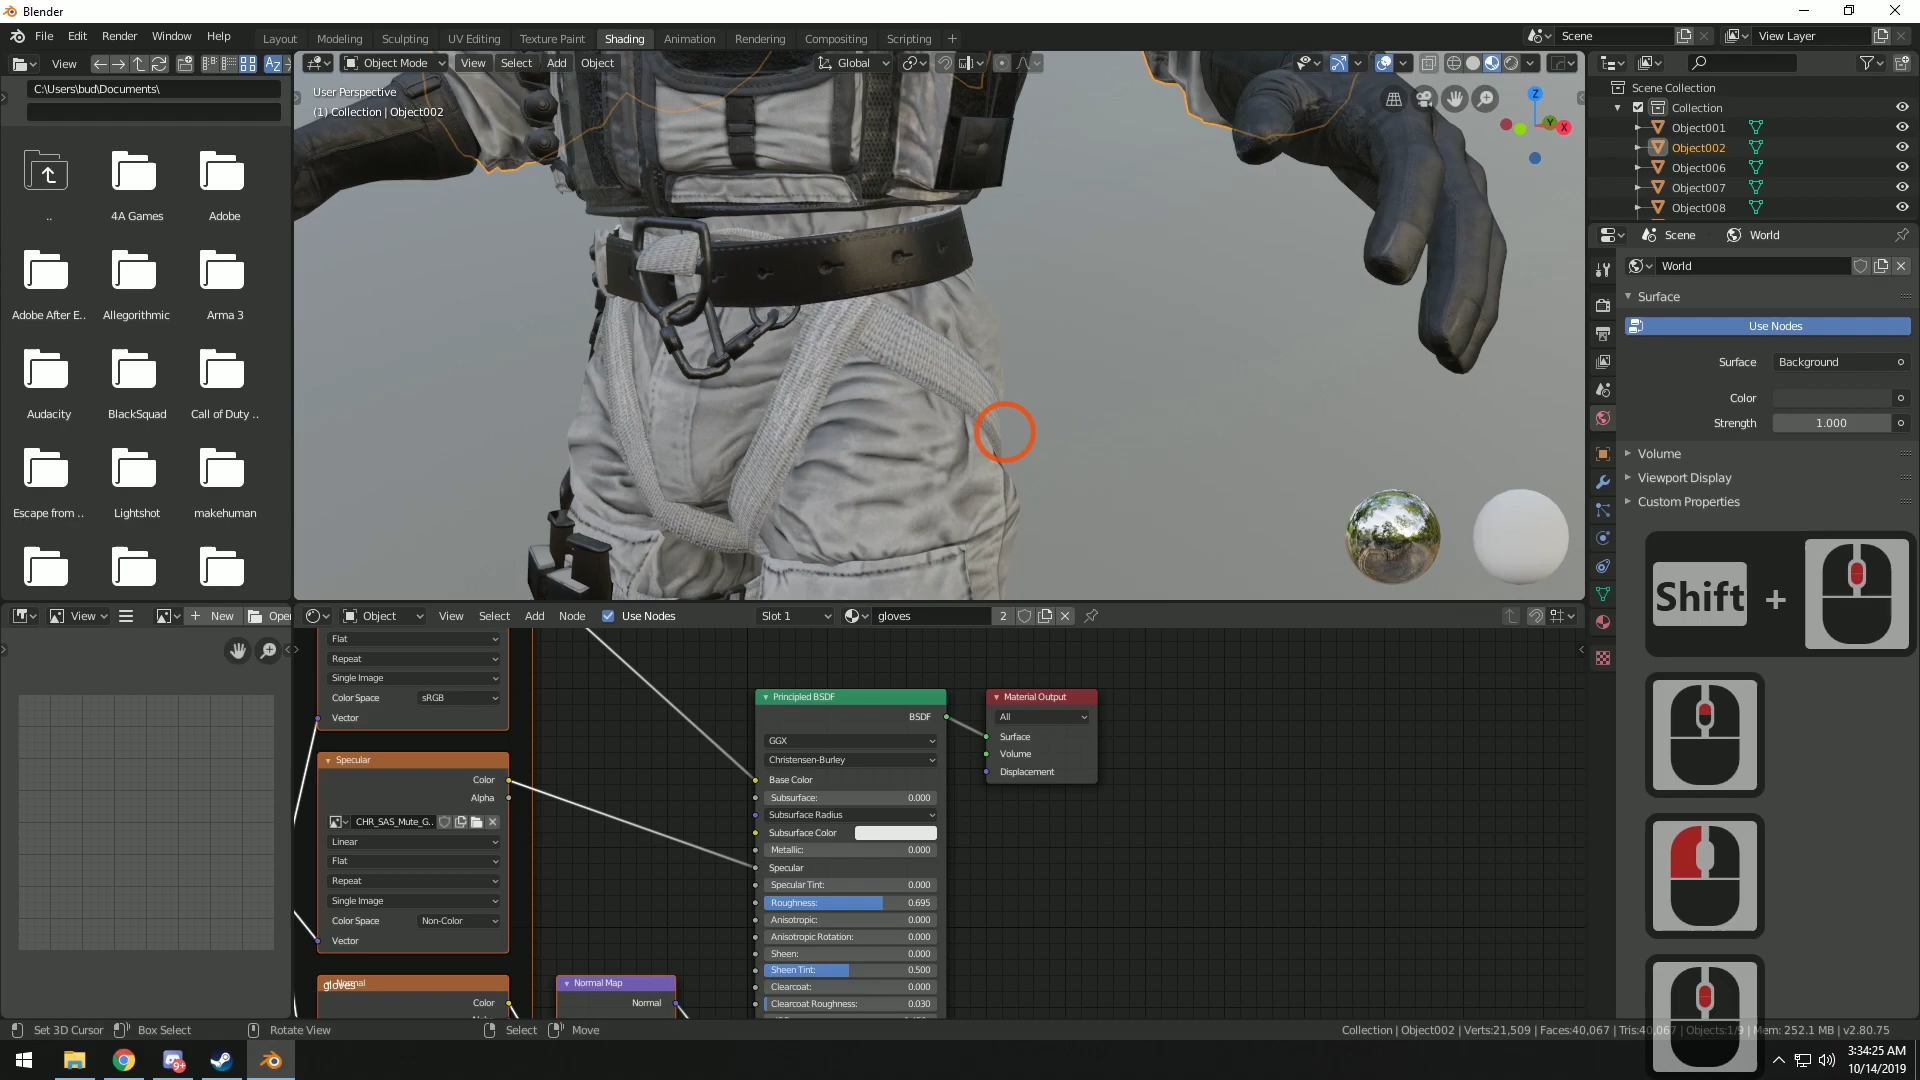 Blender
File Edit Render Window Help
Layout Modeling Sculpting UV Editing Texture Paint Shading Animation Rendering Compositing Scripting +
Scene
View Layer
View
C:\Users\bud\Documents\
..
4A Games
Adobe
Adobe After E..
Allegorithmic
Arma 3
Audacity
BlackSquad
Call of Duty ..
Escape from ..
Lightshot
makehuman
Object Mode View Select Add Object
Global
User Perspective
(1) Collection | Object002
Z
Y
X
Scene Collection
Collection
Object001
Object002
Object006
Object007
Object008
Scene
World
World
Surface
Use Nodes
Surface
Background
Color
Strength
1.000
Volume
Viewport Display
Custom Properties
Shift +
View
New
Open
Object View Select Add Node Use Nodes
Slot 1
gloves
2
Flat
Repeat
Single Image
Color Space
sRGB
Vector
Specular
Color
Alpha
CHR_SAS_Mute_G..
Linear
Flat
Repeat
Single Image
Color Space
Non-Color
Vector
gloves
Color
Normal Map
Normal
Principled BSDF
BSDF
GGX
Christensen-Burley
Base Color
Subsurface: 0.000
Subsurface Radius
Subsurface Color
Metallic: 0.000
Specular
Specular Tint: 0.000
Roughness: 0.695
Anisotropic: 0.000
Anisotropic Rotation: 0.000
Sheen: 0.000
Sheen Tint: 0.500
Clearcoat: 0.000
Clearcoat Roughness: 0.030
Material Output
All
Surface
Volume
Displacement
Set 3D Cursor
Box Select
Rotate View
Select
Move
Collection | Object002 | Verts:21,509 | Faces:40,067 | Tris:40,067 | Objects:1/9 | Mem: 252.1 MB | v2.80.75
9+
3:34:25 AM
10/14/2019